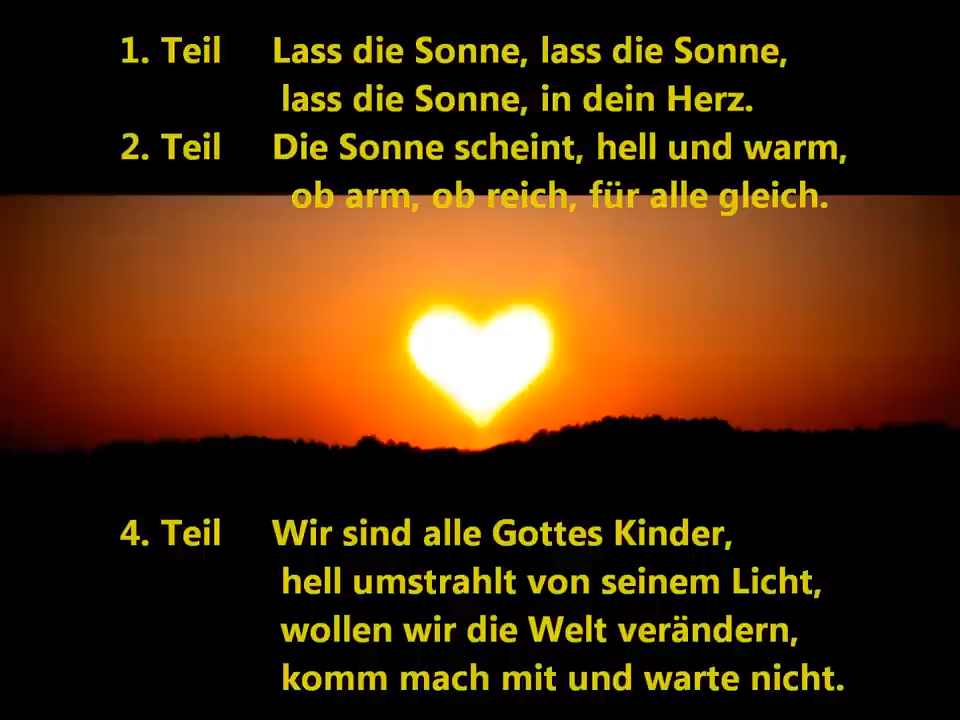 1. Teil Lass die Sonne, lass die Sonne,
lass die Sonne, in dein Herz.
2. Teil Die Sonne scheint, hell und warm,
ob arm, ob reich, für alle gleich.
4. Teil Wir sind alle Gottes Kinder,
hell umstrahlt von seinem Licht,
wollen wir die Welt verändern,
komm mach mit und warte nicht.